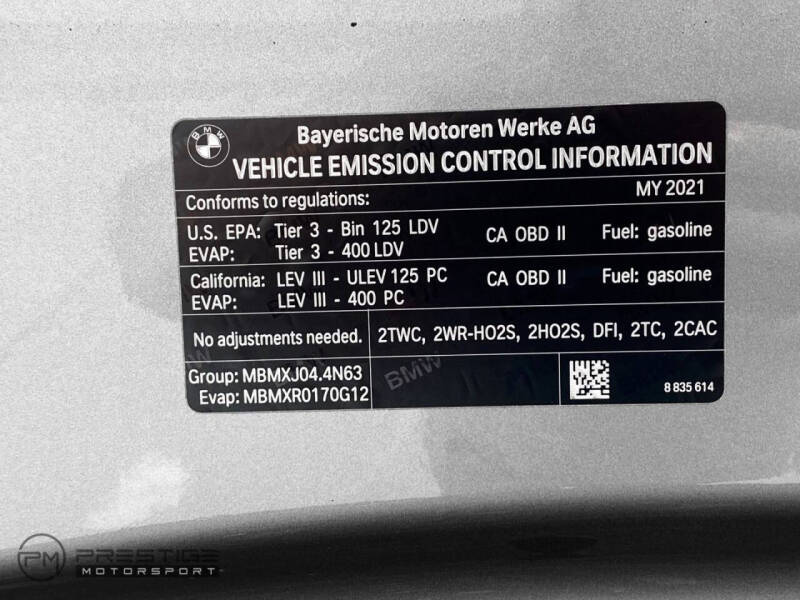 BMW
Bayerische Motoren Werke AG
VEHICLE EMISSION CONTROL INFORMATION
Conforms to regulations: MY 2021
U.S. EPA: Tier 3 - Bin 125 LDV CA OBD II Fuel: gasoline
EVAP: Tier 3 - 400 LDV
California: LEV III - ULEV 125 PC CA OBD II Fuel: gasoline
EVAP: LEV III - 400 PC
No adjustments needed. 2TWC, 2WR-HO2S, 2HO2S, DFI, 2TC, 2CAC
Group: MBMXJ04.4N63
Evap: MBMXR0170G12
BMW
8 835 614
PM PRESTIGE
MOTORSPORT